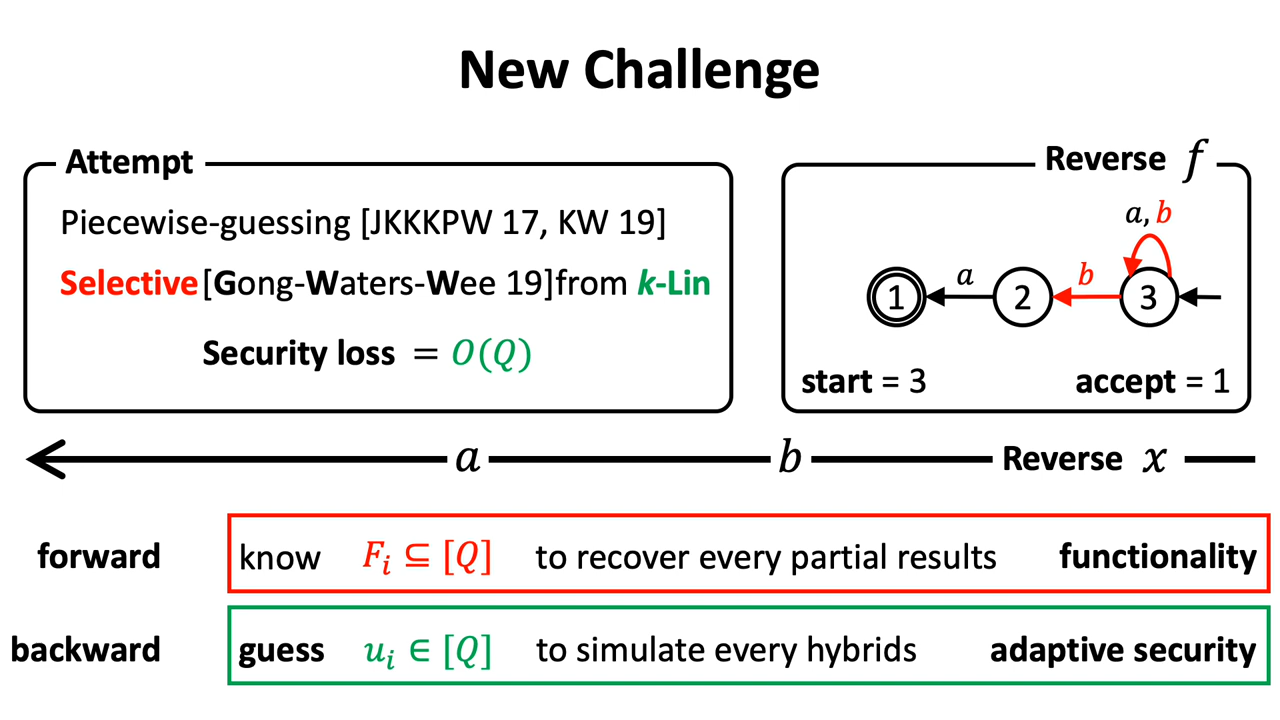 New Challenge
Attempt
Piecewise-guessing [JKKKPW 17, KW 19]
Selective [Gong-Waters-Wee 19]from k-Lin
Security loss = O(Q)
Reverse f
a, b
1
a
2
b
3
start = 3
accept = 1
a
b
Reverse x
forward
know F_i ⊆ [Q] to recover every partial results
functionality
backward
guess u_i ∈ [Q] to simulate every hybrids
adaptive security